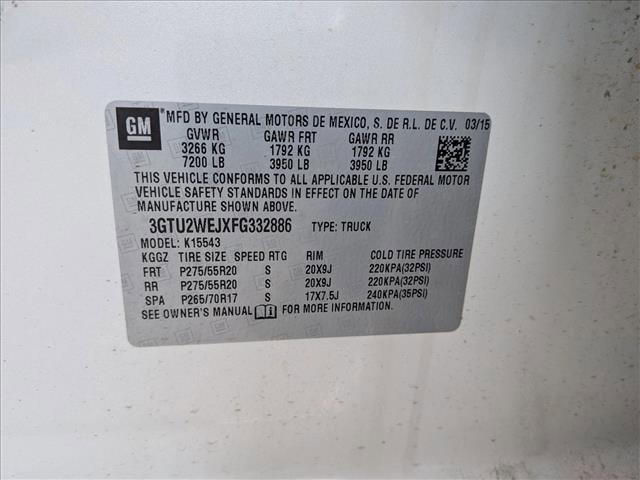 GM
® MFD BY GENERAL MOTORS DE MEXICO, S. DE R.L. DE C.V. 03/15
GVWR GAWR FRT GAWR RR
3266 KG 1792 KG 1792 KG
7200 LB 3950 LB 3950 LB
THIS VEHICLE CONFORMS TO ALL APPLICABLE U.S. FEDERAL MOTOR
VEHICLE SAFETY STANDARDS IN EFFECT ON THE DATE OF
MANUFACTURE SHOWN ABOVE.
3GTU2WEJXFG332886 TYPE: TRUCK
MODEL: K15543
KGGZ TIRE SIZE SPEED RTG RIM COLD TIRE PRESSURE
FRT P275/55R20 S 20X9J 220KPA(32PSI)
RR P275/55R20 S 20X9J 220KPA(32PSI)
SPA P265/70R17 S 17X7.5J 240KPA(35PSI)
SEE OWNER'S MANUAL FOR MORE INFORMATION.